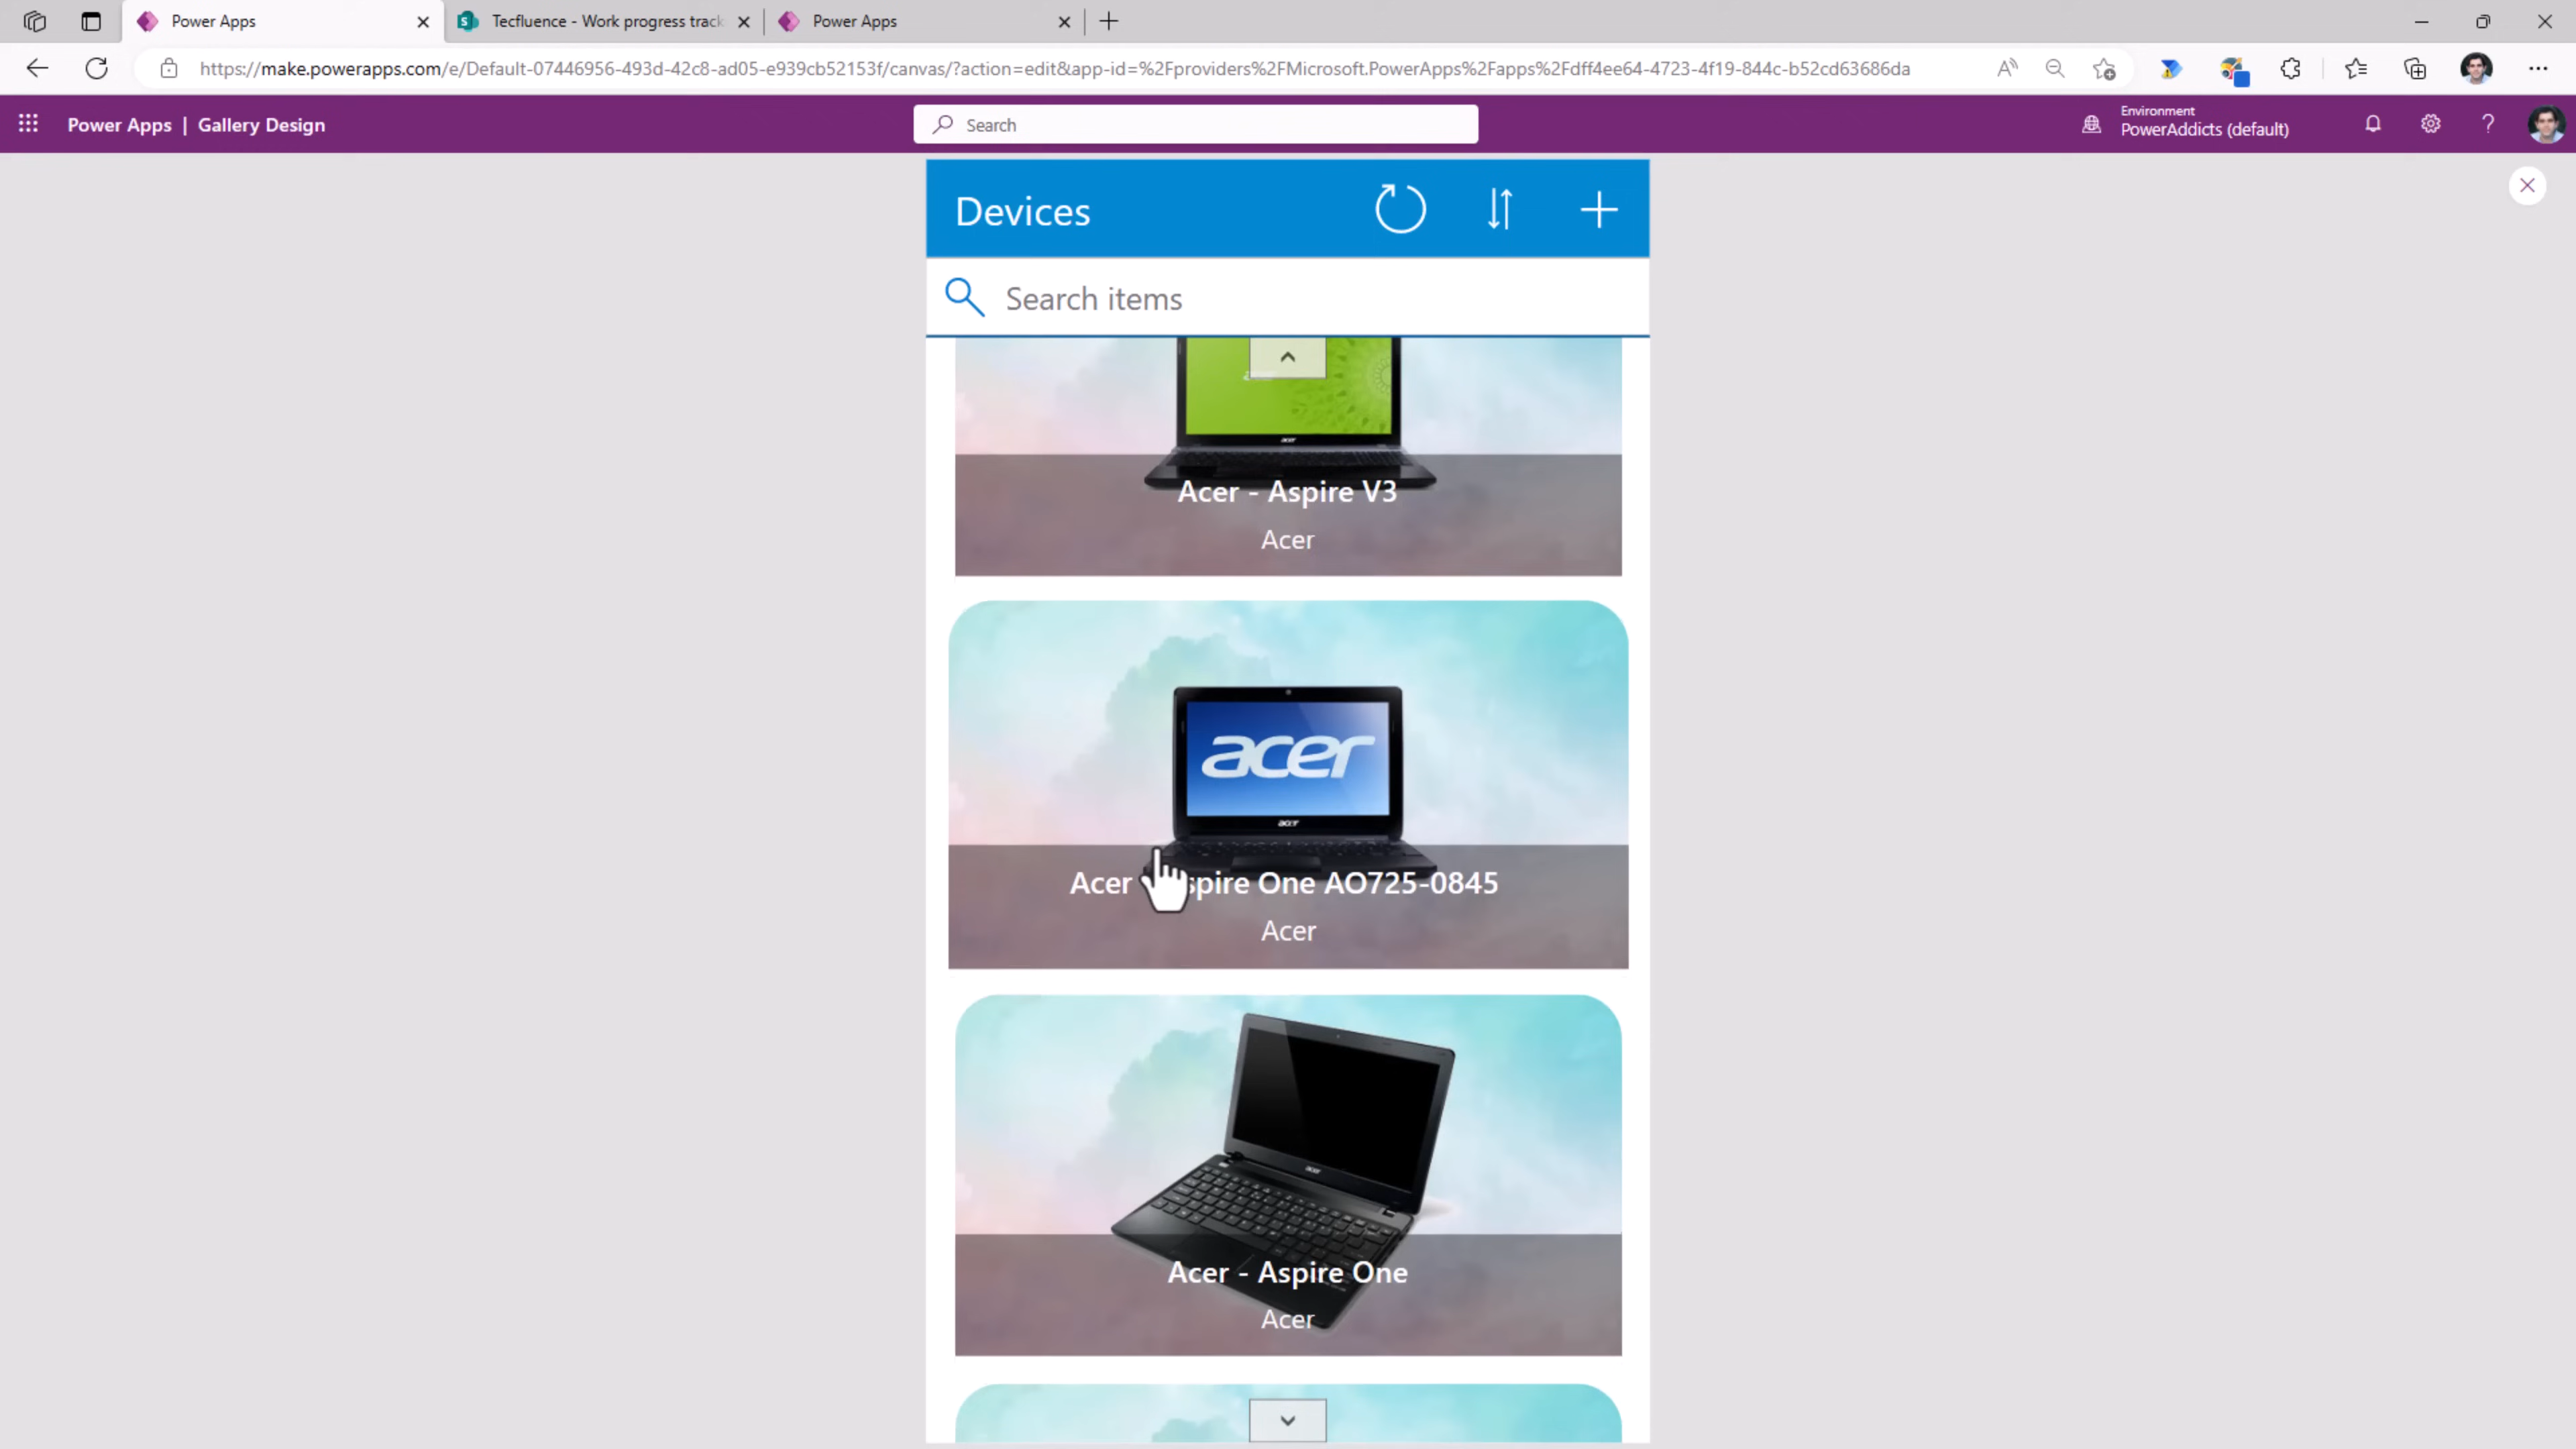 Power Apps
Tecfluence - Work progress track
Power Apps
https://make.powerapps.com/e/Default-07446956-493d-42c8-ad05-e939cb52153f/canvas/?action=edit&app-id=%2Fproviders%2FMicrosoft.PowerApps%2Fapps%2Fdff4ee64-4723-4f19-844c-b52cd63686da
Power Apps | Gallery Design
Search
Environment
PowerAddicts (default)
Devices
Search items
acer
Acer - Aspire V3
Acer
acer
acer
Acer spire One AO725-0845
Acer
acer
Acer - Aspire One
Acer